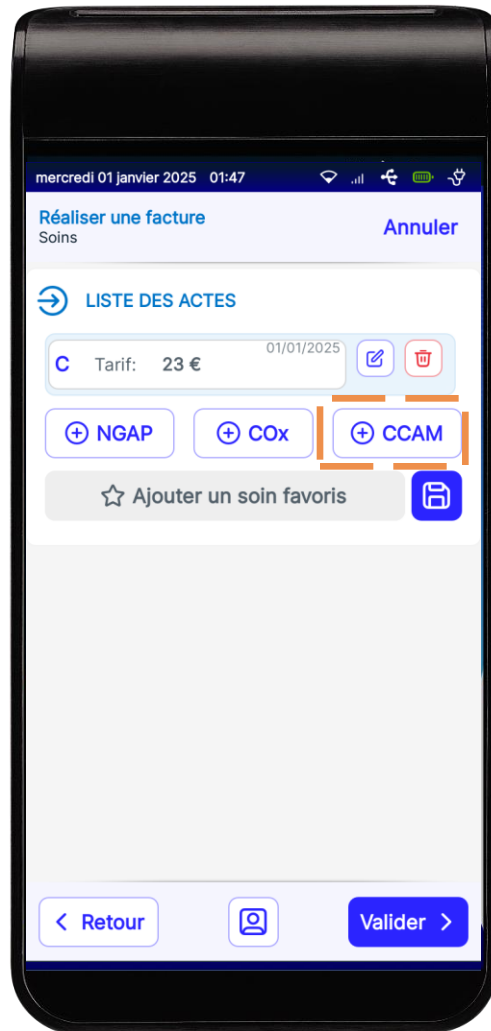 mercredi 01 janvier 2025 01:47
Réaliser une facture
Soins
Annuler
LISTE DES ACTES
C Tarif: 23 € 01/01/2025
NGAP COx CCAM
Ajouter un soin favoris
Retour Valider